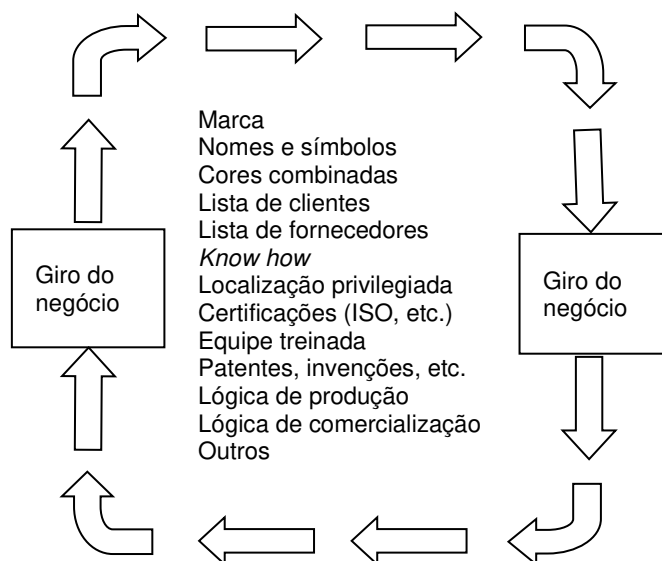 Marca
Nomes e símbolos
Cores combinadas
Lista de clientes
Lista de fornecedores
Know how
Localização privilegiada
Certificações (ISO, etc.)
Equipe treinada
Patentes, invenções, etc.
Lógica de produção
Lógica de comercialização
Outros
Giro do
negócio
Giro do
negócio